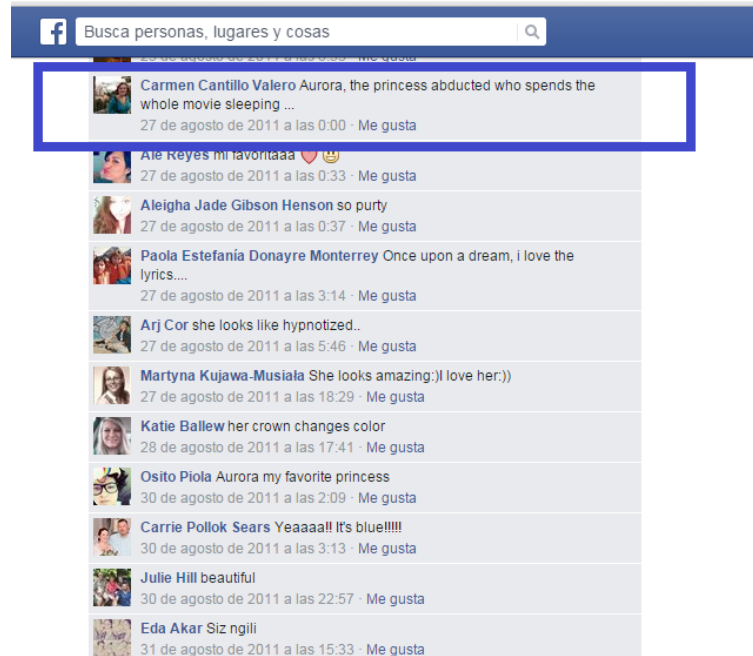 f
Busca personas, lugares y cosas
Carmen Cantillo Valero Aurora, the princess abducted who spends the
whole movie sleeping ...
27 de agosto de 2011 a las 0:00 · Me gusta
Ale Reyes mi favoritaaa
27 de agosto de 2011 a las 0:33 · Me gusta
Aleigha Jade Gibson Henson so purty
27 de agosto de 2011 a las 0:37 · Me gusta
Paola Estefanía Donayre Monterrey Once upon a dream, i love the
lyrics....
27 de agosto de 2011 a las 3:14 · Me gusta
Arj Cor she looks like hypnotized..
27 de agosto de 2011 a las 5:46 · Me gusta
Martyna Kujawa-Musiała She looks amazing:)I love her:))
27 de agosto de 2011 a las 18:29 · Me gusta
Katie Ballew her crown changes color
28 de agosto de 2011 a las 17:41 · Me gusta
Osito Piola Aurora my favorite princess
30 de agosto de 2011 a las 2:09 · Me gusta
Carrie Pollok Sears Yeaaaa!! It's blue!!!!!
30 de agosto de 2011 a las 3:13 · Me gusta
Julie Hill beautiful
30 de agosto de 2011 a las 22:57 · Me gusta
Eda Akar Siz ngili
31 de agosto de 2011 a las 15:33 · Me gusta